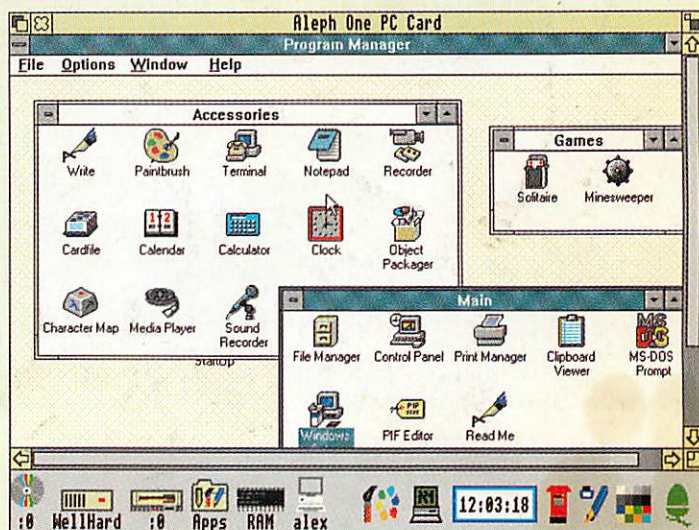 Aleph One PC Card
Program Manager
File Options Window Help
Accessories
Write Paintbrush Terminal Notepad Recorder
Cardfile Calendar Calculator Clock Object Packager
Character Map Media Player Sound Recorder
StartUp
Games
Solitaire Minesweeper
Main
File Manager Control Panel Print Manager Clipboard Viewer MS-DOS Prompt
Windows PIF Editor Read Me
:0 WellHard :0 Apps RAM alex 12:03:18